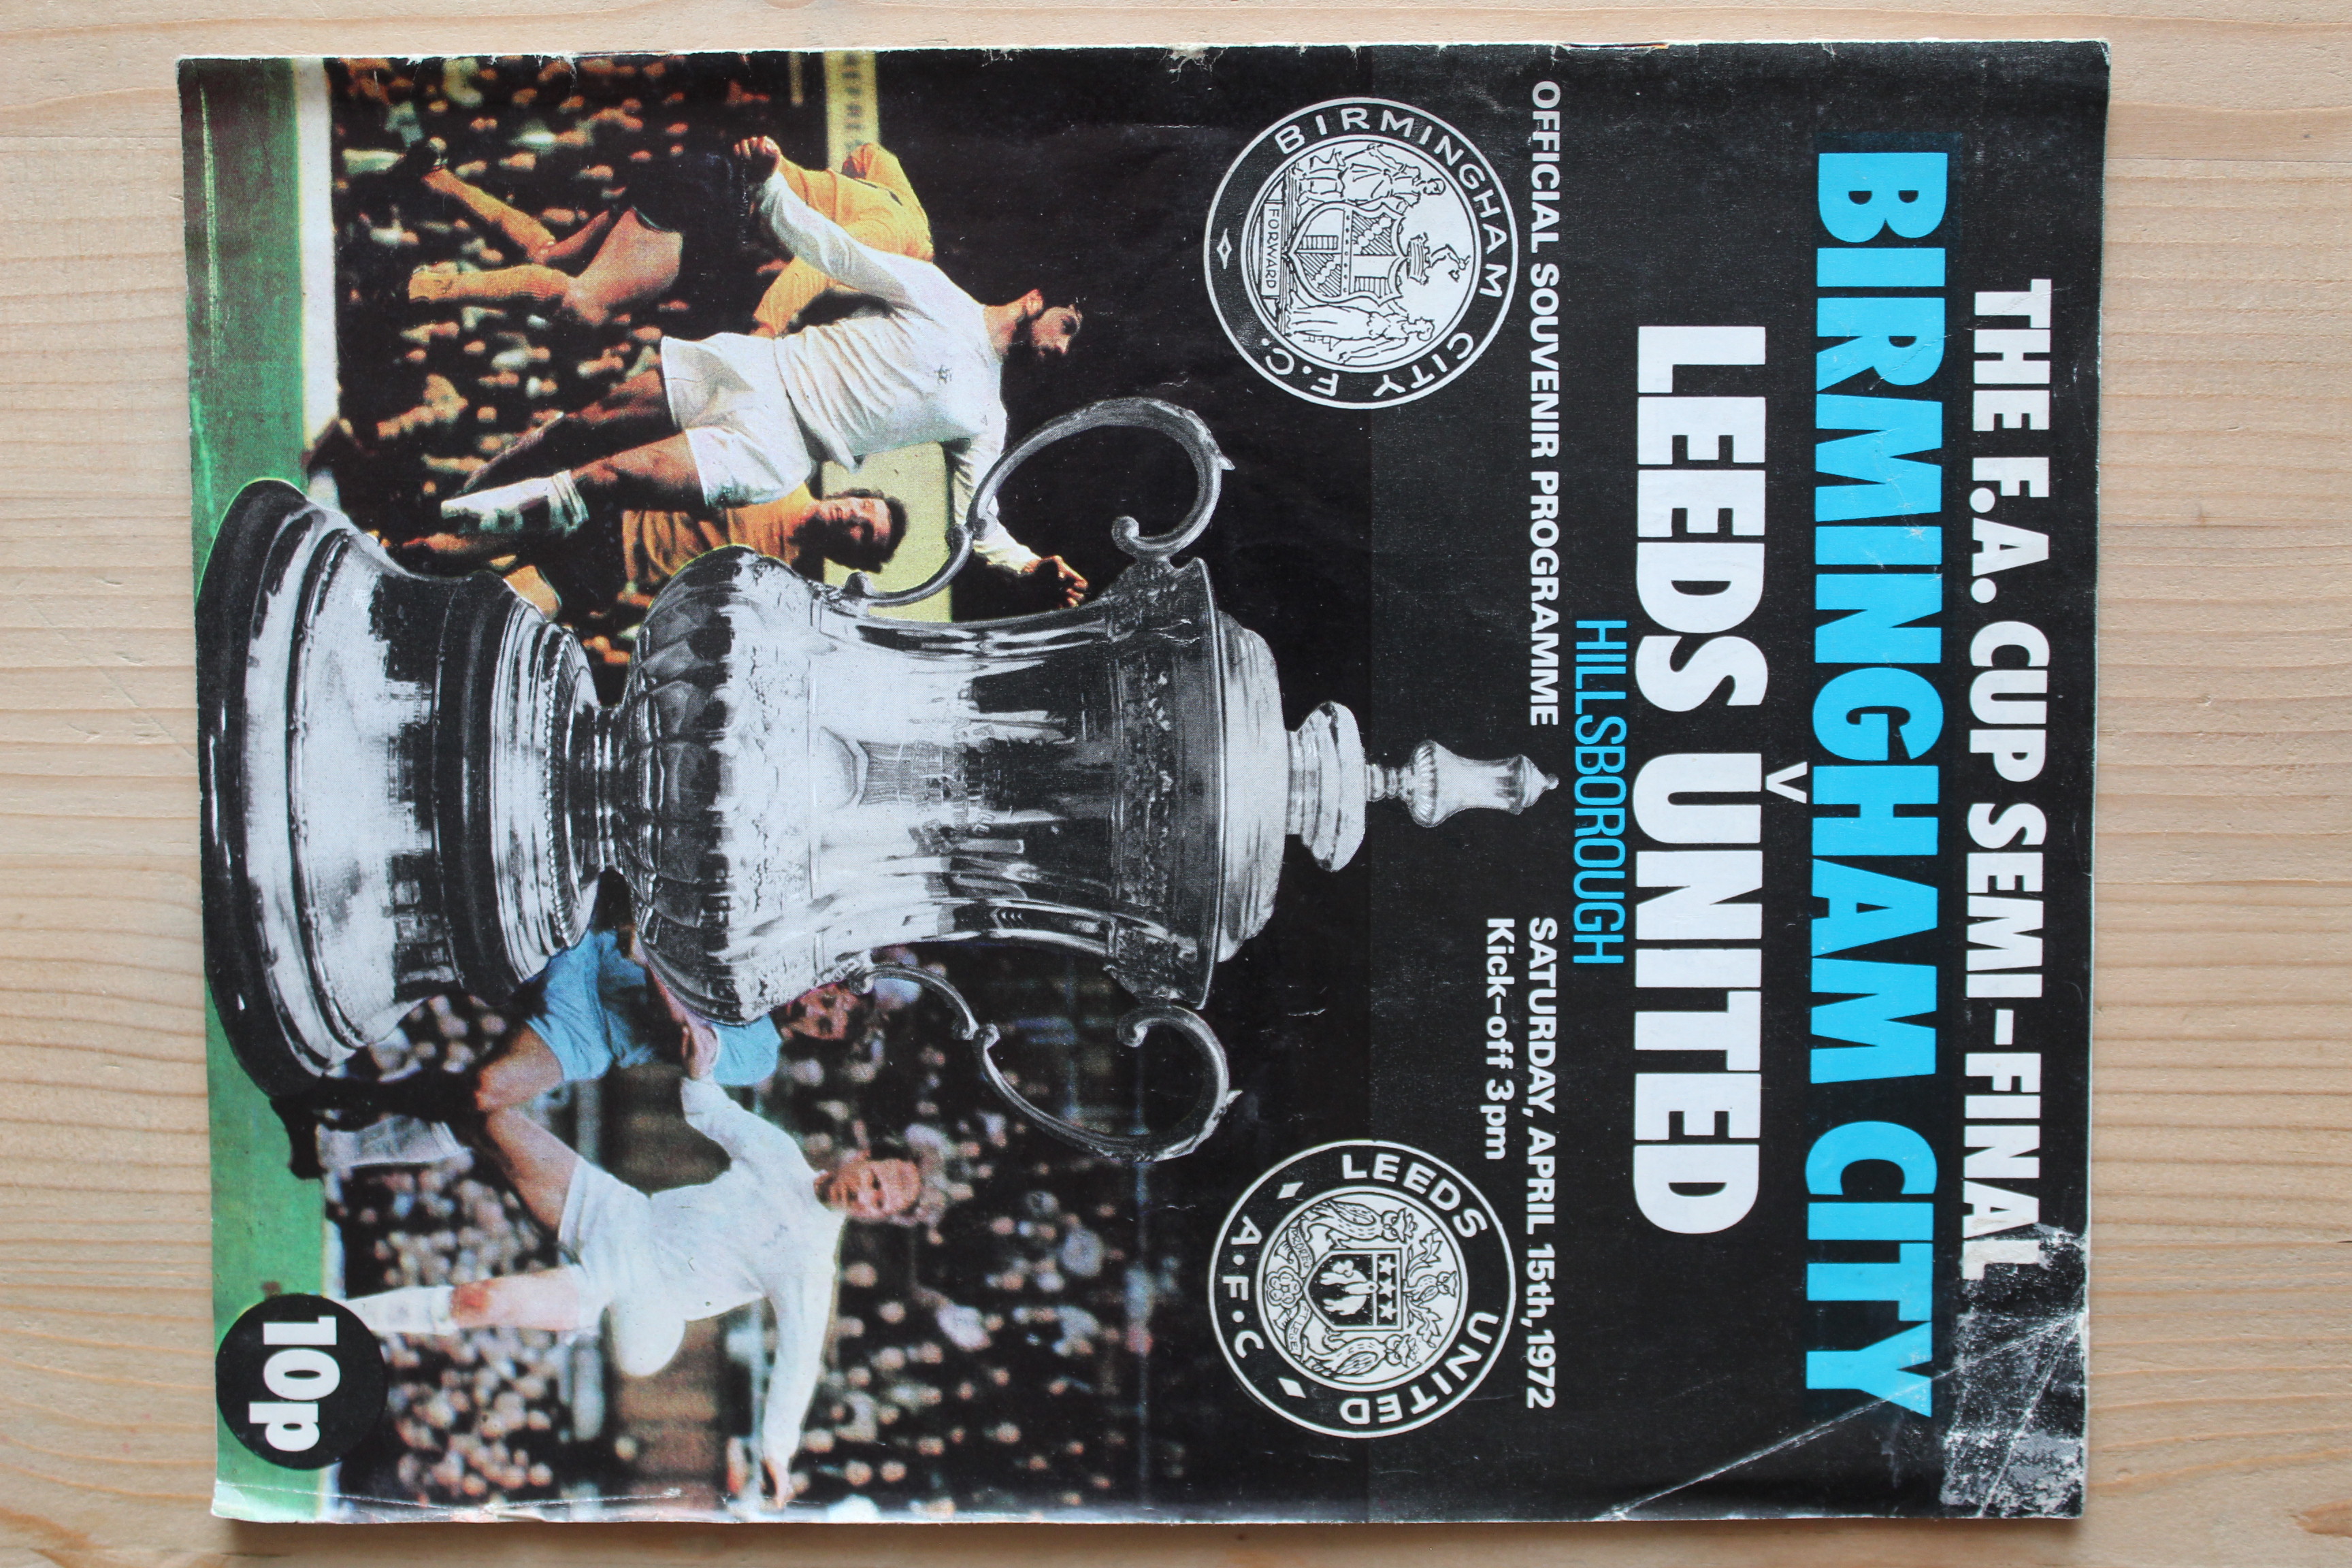 THE F.A. CUP SEMI-FINAL
BIRMINGHAM CITY
v
LEEDS UNITED
HILLSBOROUGH
OFFICIAL SOUVENIR PROGRAMME
SATURDAY, APRIL 15th, 1972
Kick-off 3pm
BIRMINGHAM CITY F.C.
FORWARD
LEEDS UNITED
A.F.C
10p